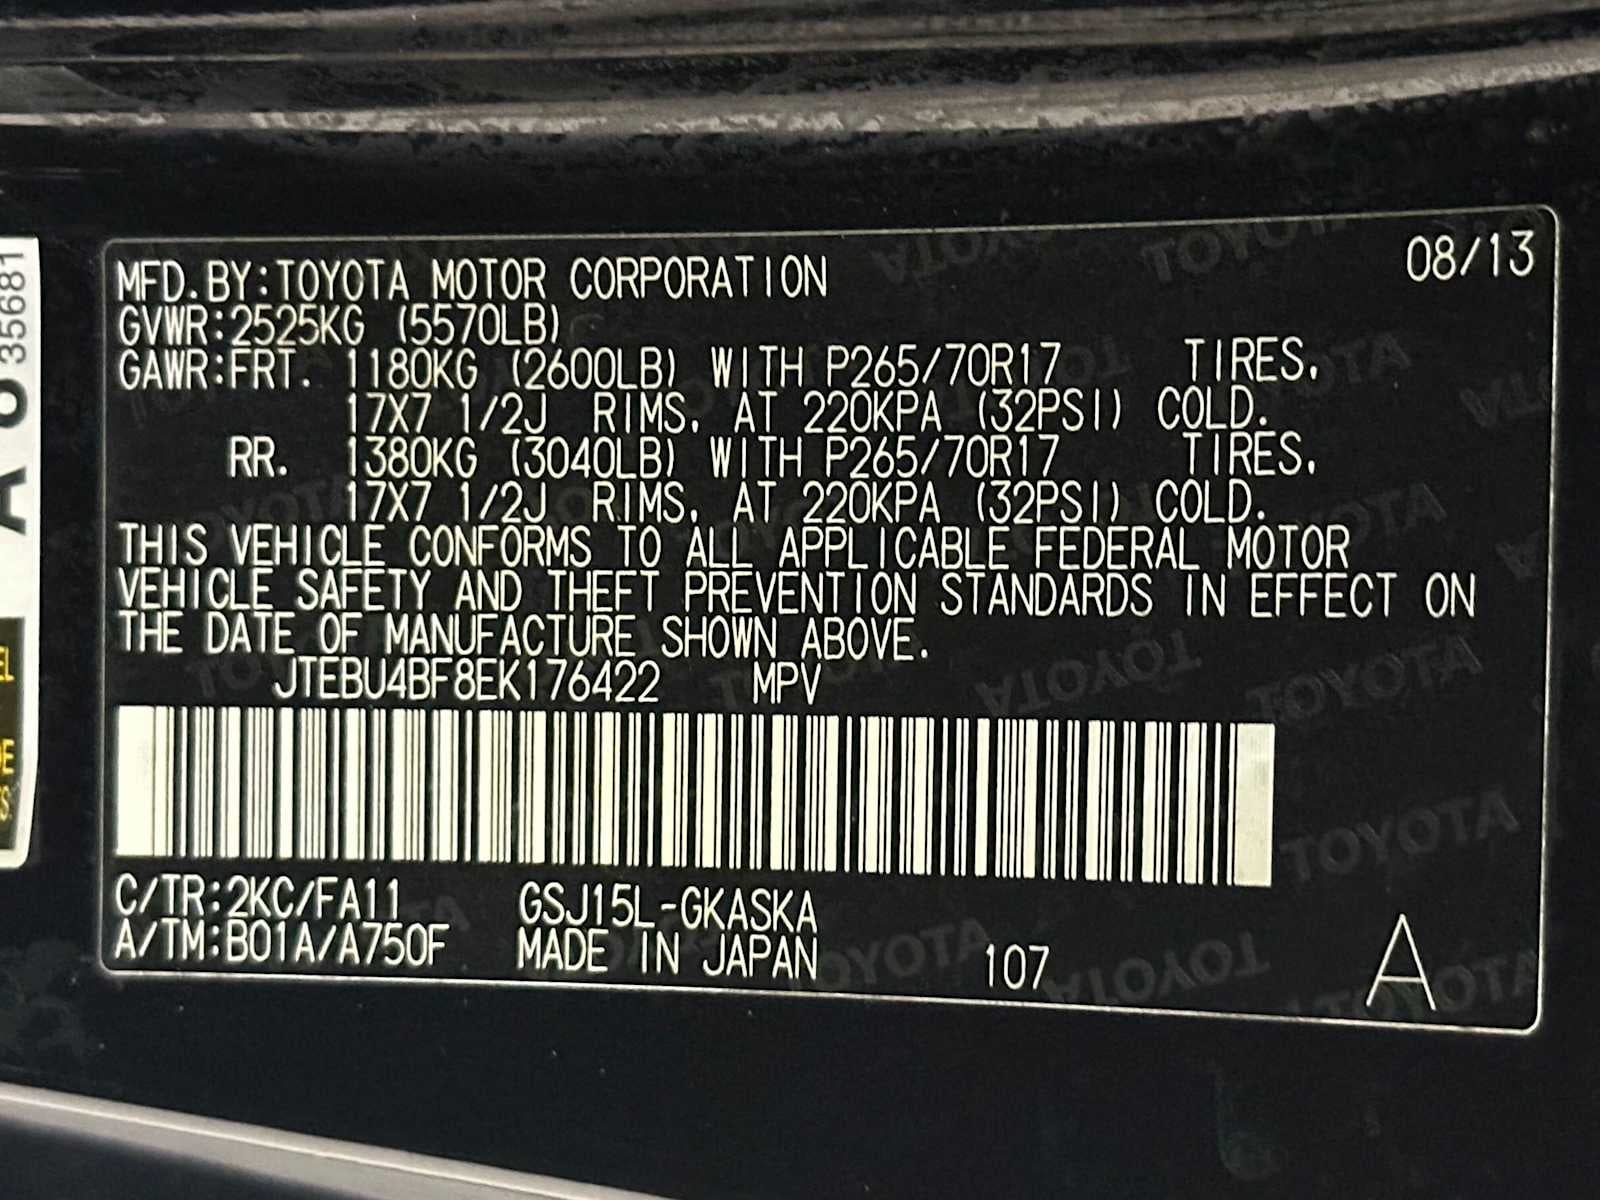 08/13
MFD.BY:TOYOTA MOTOR CORPORATION
GVWR:2525KG (5570LB)
GAWR:FRT. 1180KG (2600LB) WITH P265/70R17 TIRES,
17X7 1/2J RIMS, AT 220KPA (32PSI) COLD.
RR. 1380KG (3040LB) WITH P265/70R17 TIRES,
17X7 1/2J RIMS, AT 220KPA (32PSI) COLD.
THIS VEHICLE CONFORMS TO ALL APPLICABLE FEDERAL MOTOR
VEHICLE SAFETY AND THEFT PREVENTION STANDARDS IN EFFECT ON
THE DATE OF MANUFACTURE SHOWN ABOVE.
JTEBU4BF8EK176422 MPV
C/TR:2KC/FA11 GSJ15L-GKASKA
A/TM:B01A/A750F MADE IN JAPAN 107 A
35681